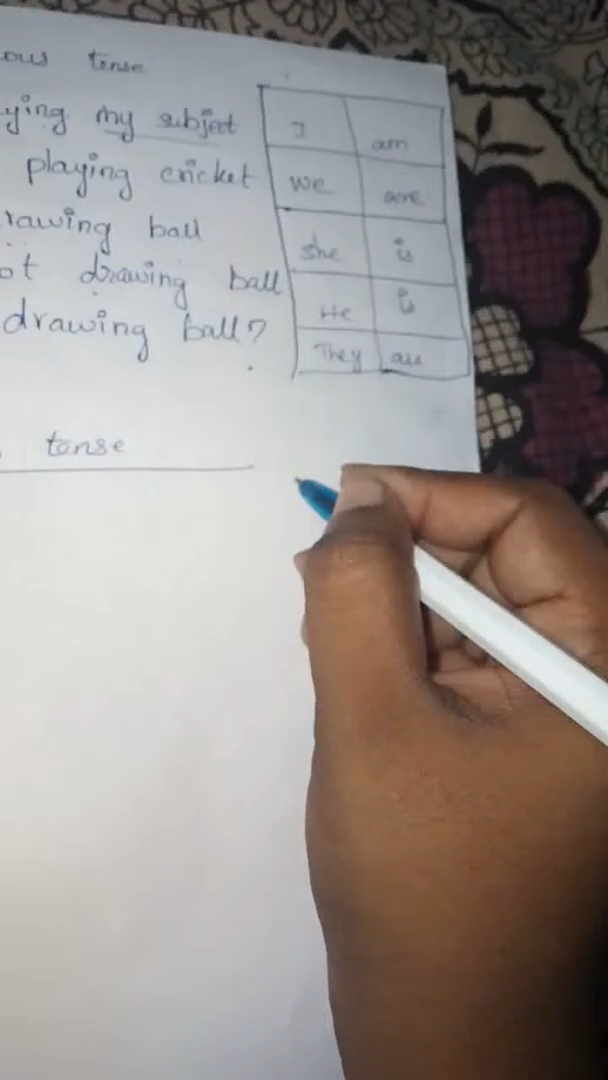 ous tense
ying my subject
playing cricket
rawing ball
ot drawing ball
drawing ball?
I am
We are
She is
He is
They are
tense